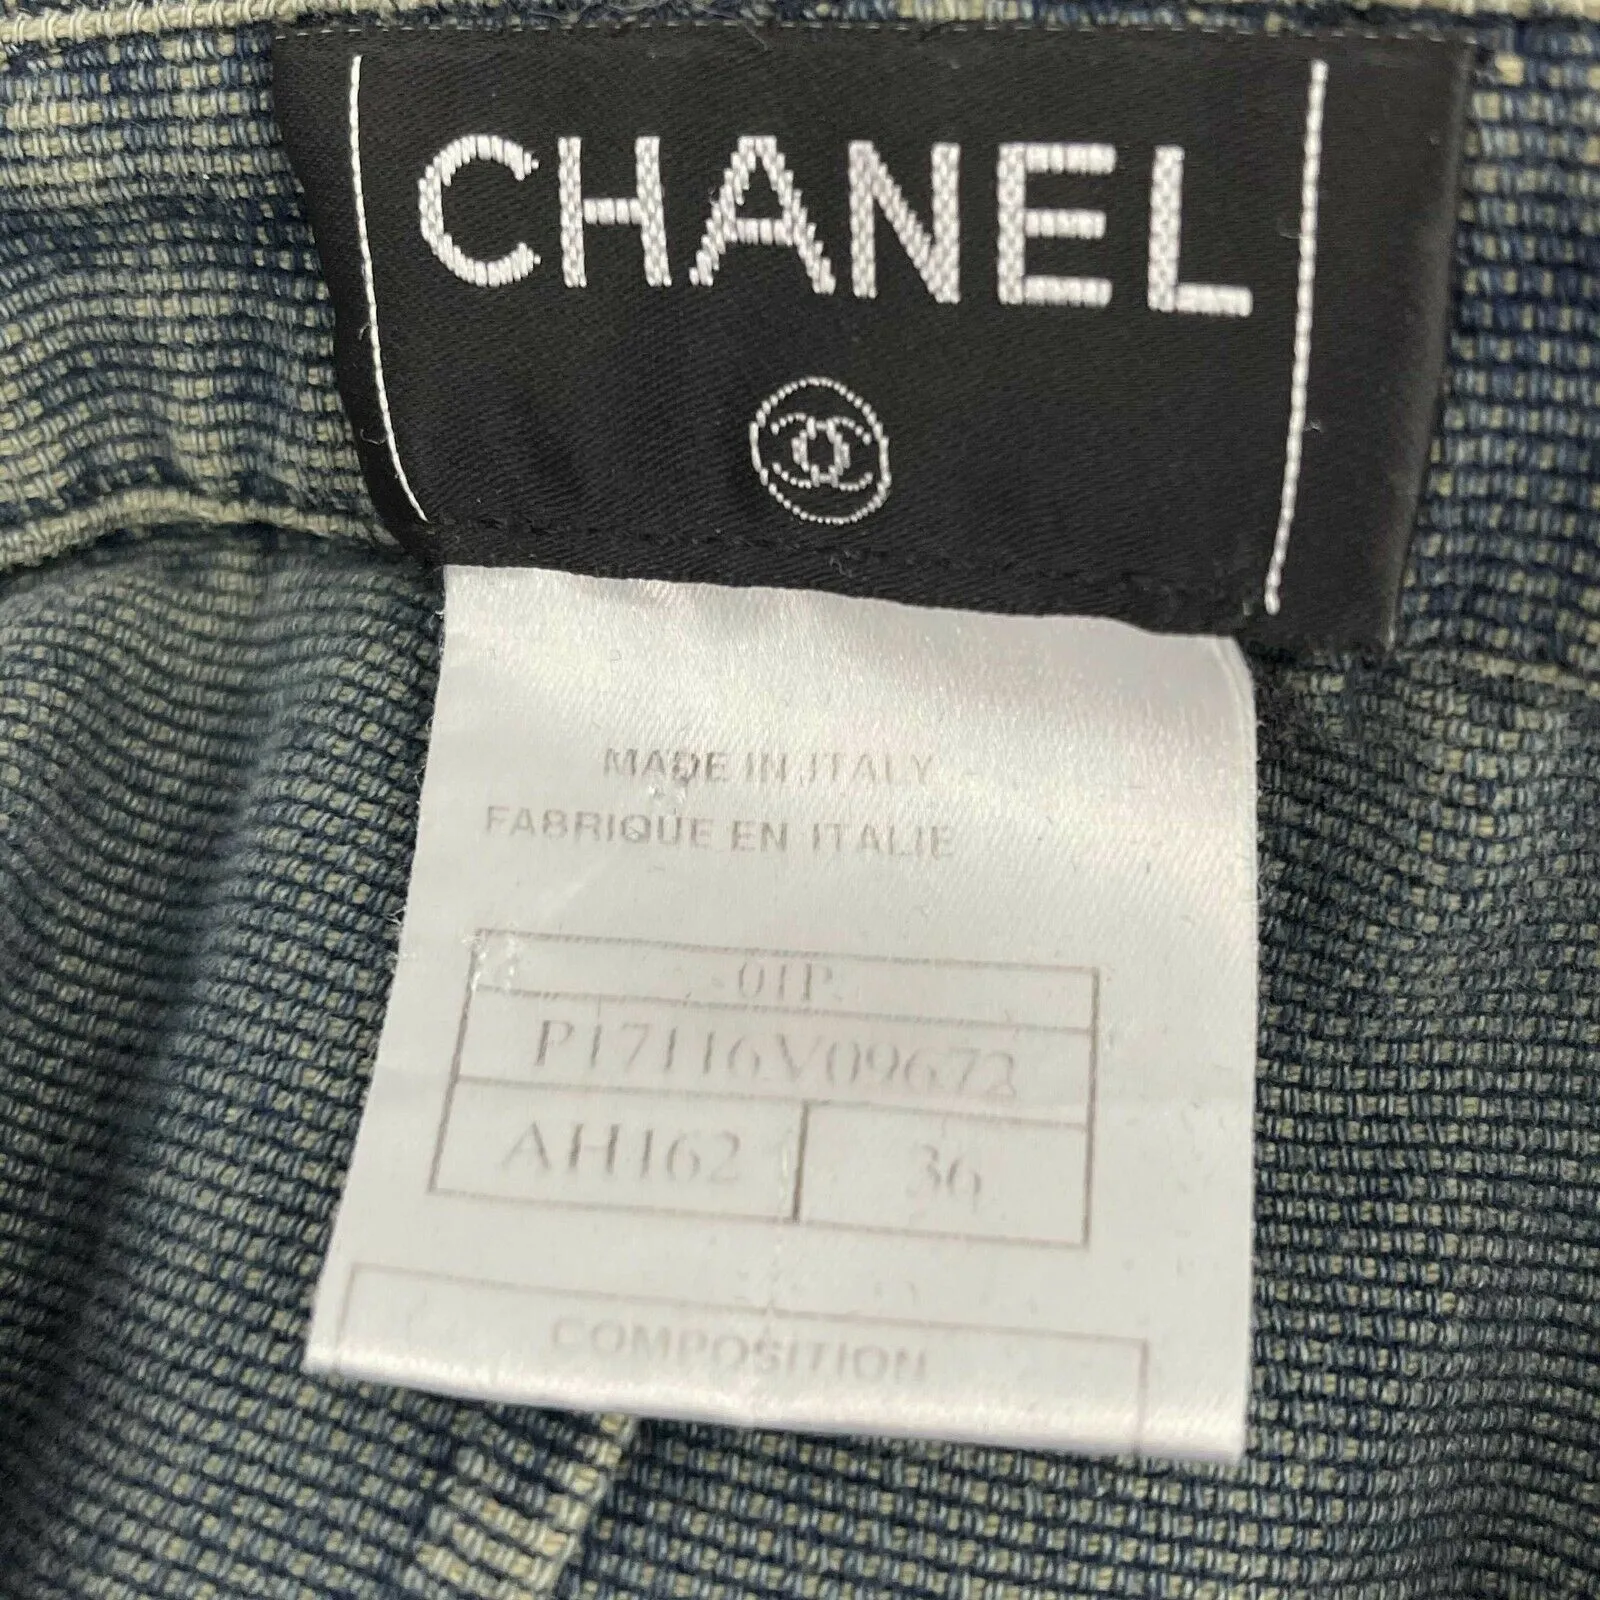 CHANEL
MADE IN ITALY
FABRIQUE EN ITALIE
01P
P17116V09672
AH162 36
COMPOSITION